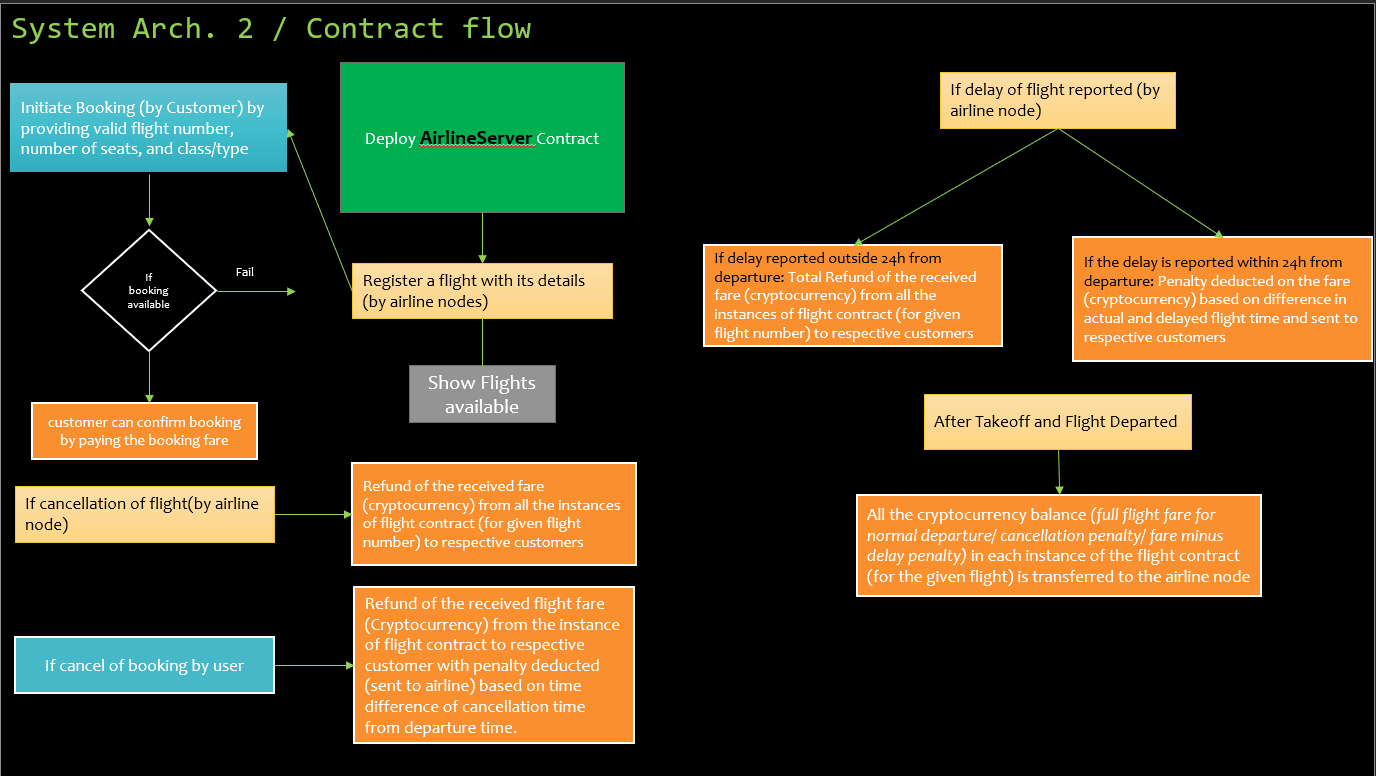 System Arch. 2 / Contract flow
Initiate Booking (by Customer) by
providing valid flight number,
number of seats, and class/type
Deploy AirlineServer Contract
If
booking
available
Fail
Register a flight with its details
(by airline nodes)
Show Flights
available
customer can confirm booking
by paying the booking fare
If cancellation of flight(by airline
node)
Refund of the received fare
(cryptocurrency) from all the instances
of flight contract (for given flight
number) to respective customers
If cancel of booking by user
Refund of the received flight fare
(Cryptocurrency) from the instance
of flight contract to respective
customer with penalty deducted
(sent to airline) based on time
difference of cancellation time
from departure time.
If delay of flight reported (by
airline node)
If delay reported outside 24h from
departure: Total Refund of the received
fare (cryptocurrency) from all the
instances of flight contract (for given
flight number) to respective customers
If the delay is reported within 24h from
departure: Penalty deducted on the fare
(cryptocurrency) based on difference in
actual and delayed flight time and sent to
respective customers
After Takeoff and Flight Departed
All the cryptocurrency balance (full flight fare for
normal departure/ cancellation penalty/ fare minus
delay penalty) in each instance of the flight contract
(for the given flight) is transferred to the airline node